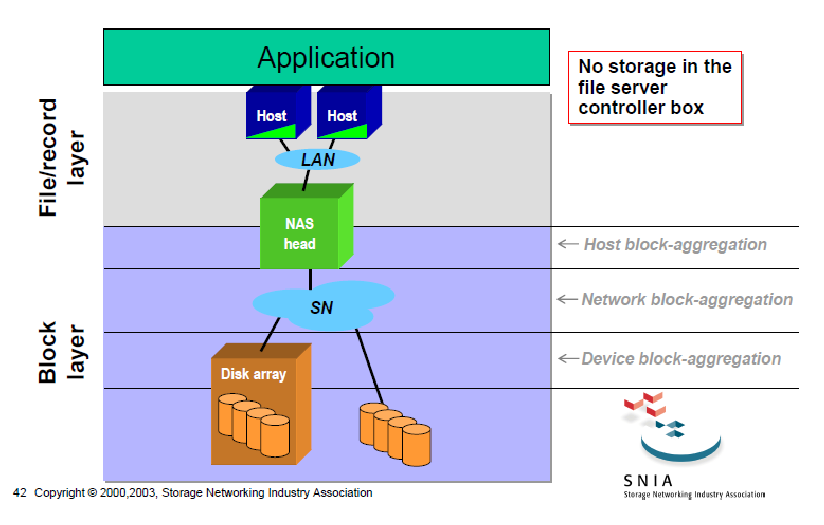 Application
No storage in the
file server
controller box
File/record
layer
Host
Host
LAN
NAS
head
← Host block-aggregation
SN
← Network block-aggregation
Block
layer
← Device block-aggregation
Disk array
SNIA
Storage Networking Industry Association
42 Copyright © 2000,2003, Storage Networking Industry Association